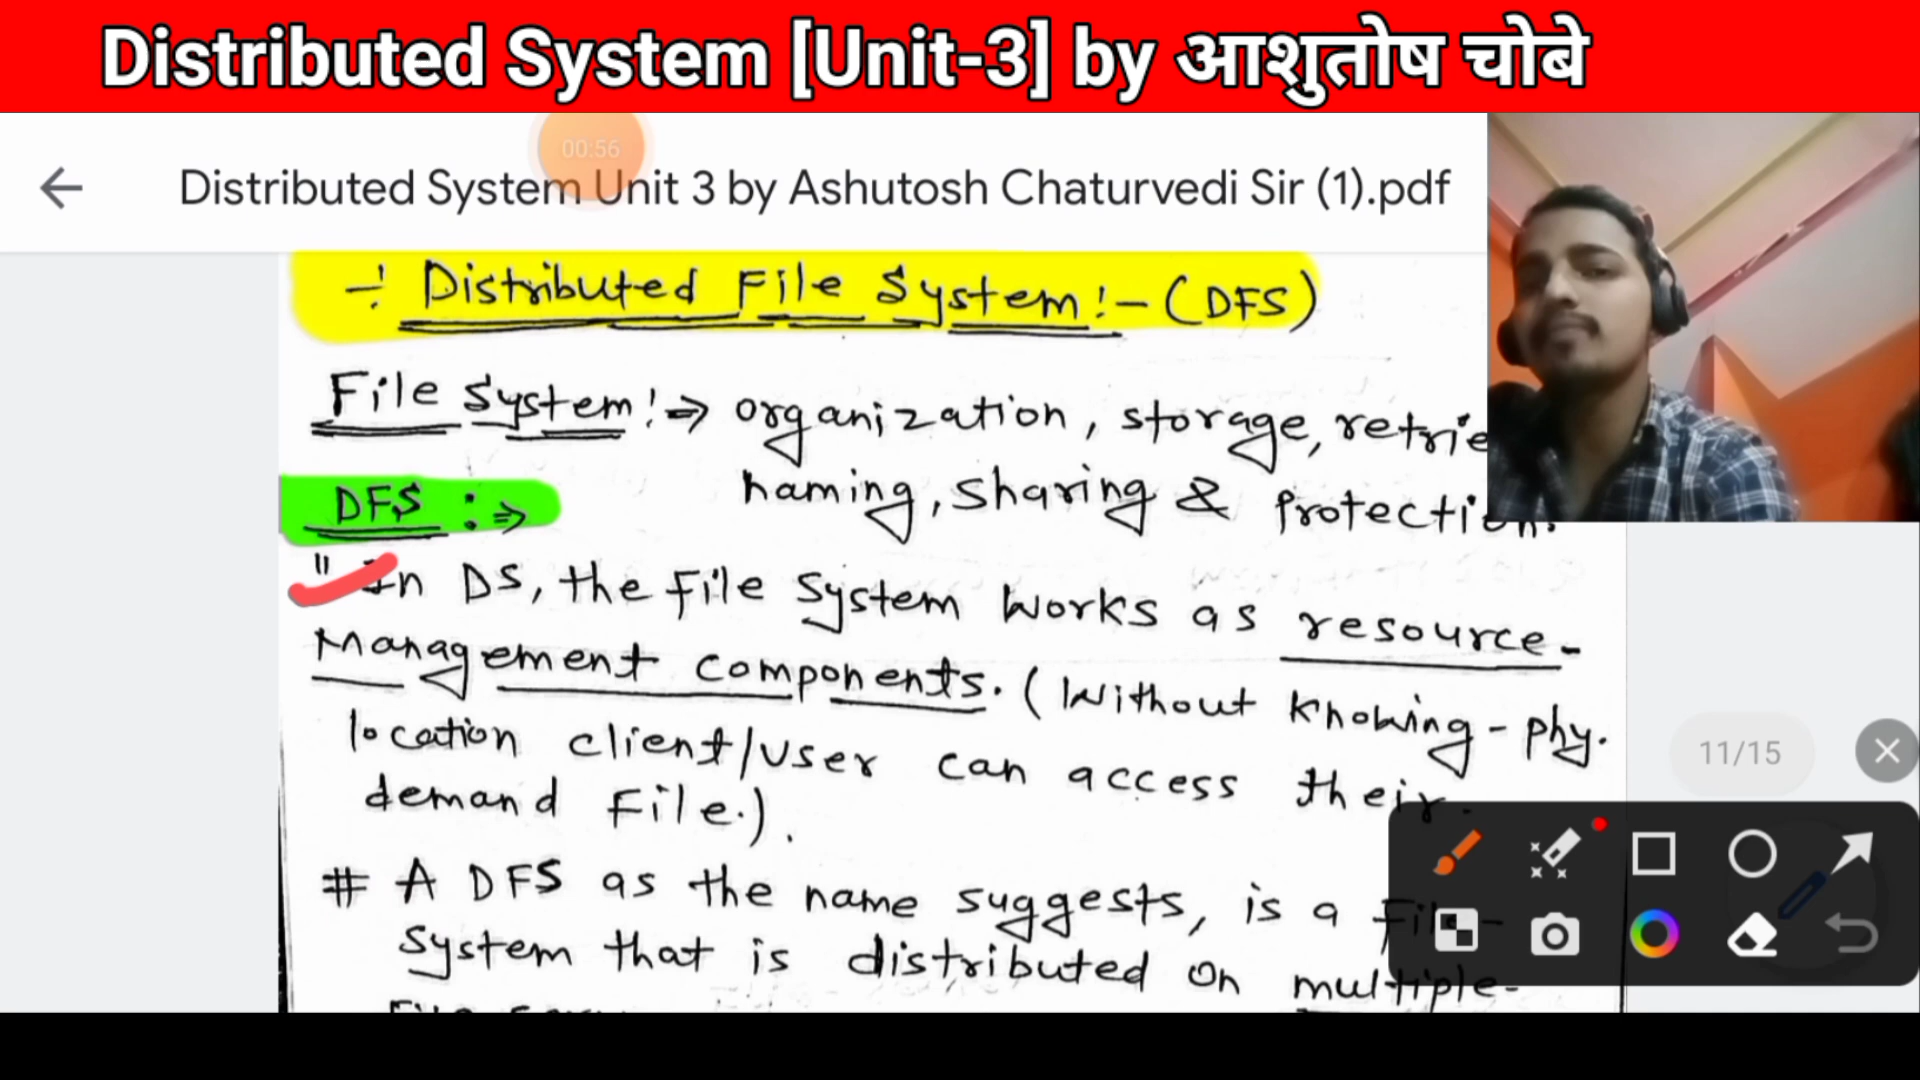 Distributed System [Unit-3] by आशुतोष चोबे
00:56
Distributed System Unit 3 by Ashutosh Chaturvedi Sir (1).pdf
÷ Distributed File System:- (DFS)
File System:⇒ organization, storage, retrie
naming, sharing & Protection.
DFS :⇒
" In DS, the File System works as resource-
Management components. (Without Knowing - phy.
location client/user can access their
demand File.).
# A DFS as the name suggests, is a File-
System that is distributed on multiple-
11/15